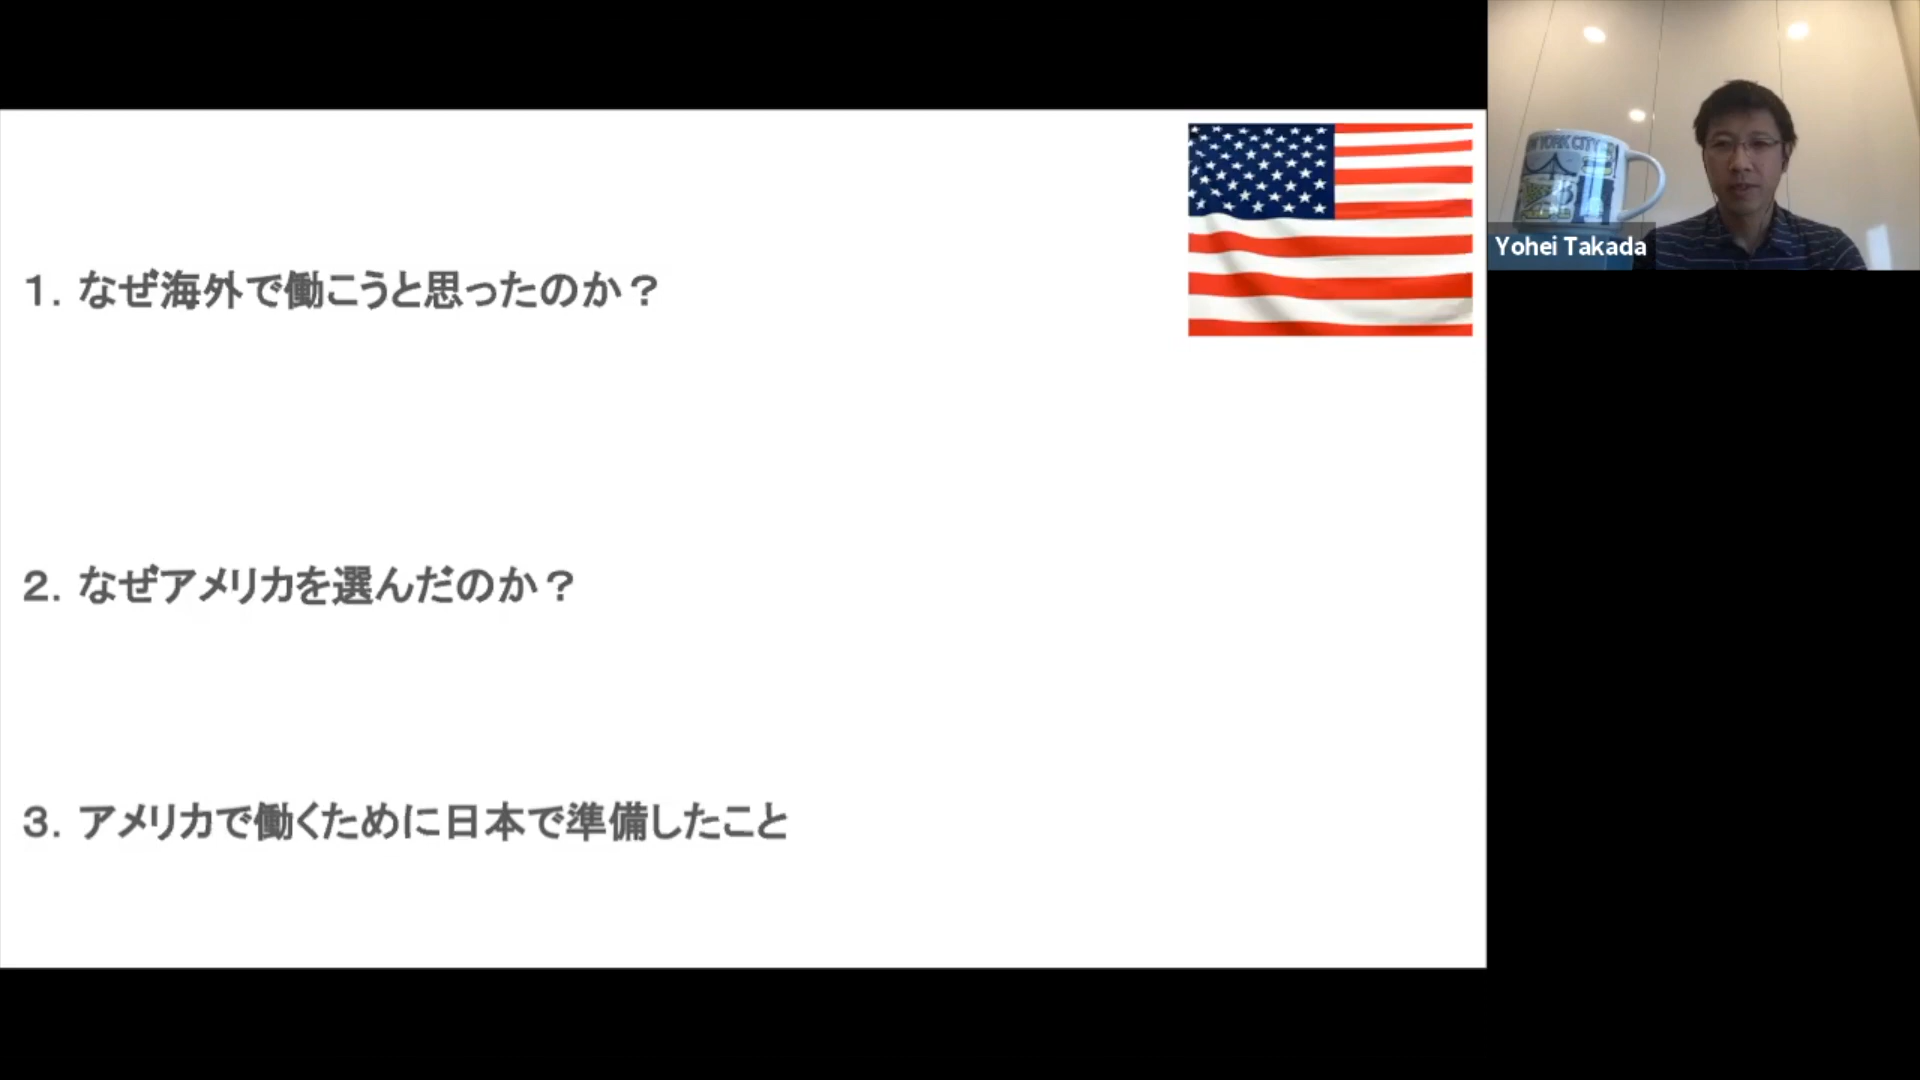 1. なぜ海外で働こうと思ったのか？
2. なぜアメリカを選んだのか？
3. アメリカで働くために日本で準備したこと
YORK CITY
Yohei Takada